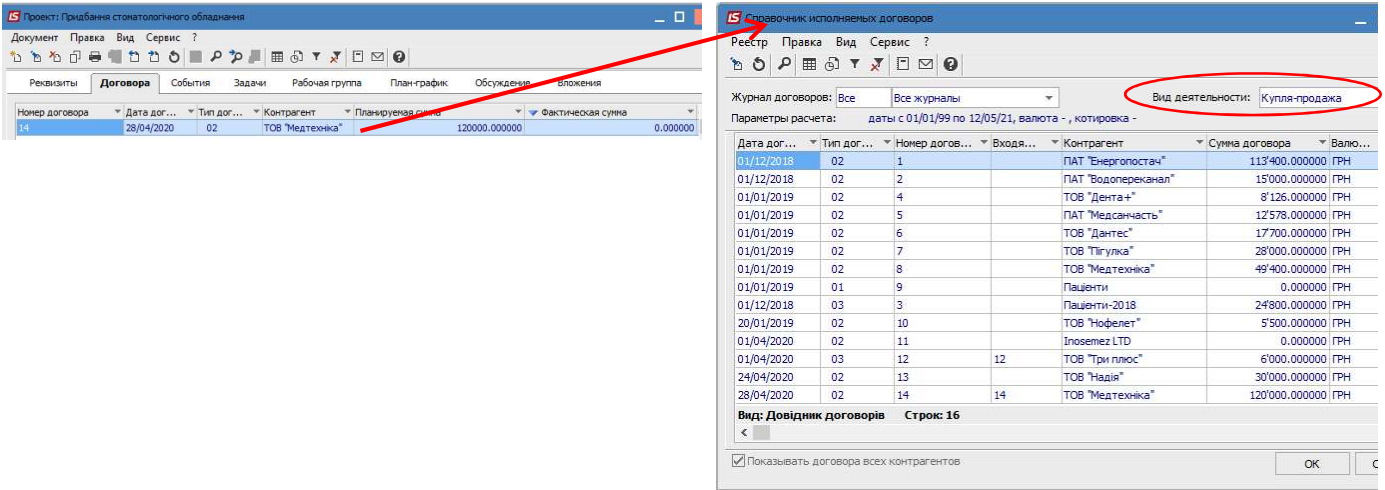 Проект: Придбання стоматологічного обладнання
Документ Правка Вид Сервис ?
Реквизиты Договора События Задачи Рабочая группа План-график Обсуждение Вложения
Номер договора Дата дог... Тип дог... Контрагент Планируемая сумма Фактическая сумма
14 28/04/2020 02 ТОВ "Медтехніка" 120000.000000 0.000000
Справочник исполняемых договоров
Реестр Правка Вид Сервис ?
Журнал договоров: Все Все журналы Вид деятельности: Купля-продажа
Параметры расчета: даты с 01/01/99 по 12/05/21, валюта - , котировка -
Дата дог... Тип дог... Номер догов... Входя... Контрагент Сумма договора Валю...
01/12/2018 02 1 ПАТ "Енергопостач" 113'400.000000 ГРН
01/12/2018 02 2 ПАТ "Водопереканал" 15'000.000000 ГРН
01/01/2019 02 4 ТОВ "Дента+" 8'126.000000 ГРН
01/01/2019 02 5 ПАТ "Медсанчасть" 12'578.000000 ГРН
01/01/2019 02 6 ТОВ "Дантес" 17'700.000000 ГРН
01/01/2019 02 7 ТОВ "Пігулка" 28'000.000000 ГРН
01/01/2019 02 8 ТОВ "Медтехніка" 49'400.000000 ГРН
01/01/2019 01 9 Пацієнти 0.000000 ГРН
01/12/2018 03 3 Пацієнти-2018 24'800.000000 ГРН
20/01/2019 02 10 ТОВ "Нофелет" 5'500.000000 ГРН
01/04/2020 02 11 Inosemez LTD 0.000000 ГРН
01/04/2020 03 12 12 ТОВ "Три плюс" 6'000.000000 ГРН
24/04/2020 02 13 ТОВ "Надія" 30'000.000000 ГРН
28/04/2020 02 14 14 ТОВ "Медтехніка" 120'000.000000 ГРН
Вид: Довідник договорів Строк: 16
Показывать договора всех контрагентов
OK